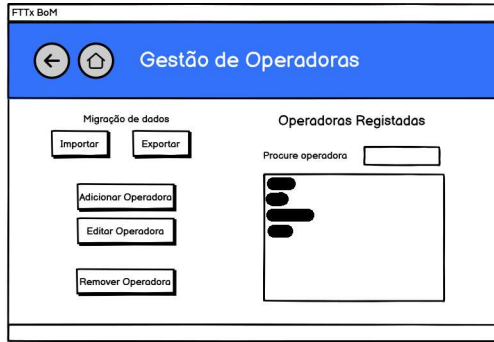 FTTx BoM
Gestão de Operadoras
Migração de dados
Importar
Exportar
Adicionar Operadora
Editar Operadora
Remover Operadora
Operadoras Registadas
Procure operadora